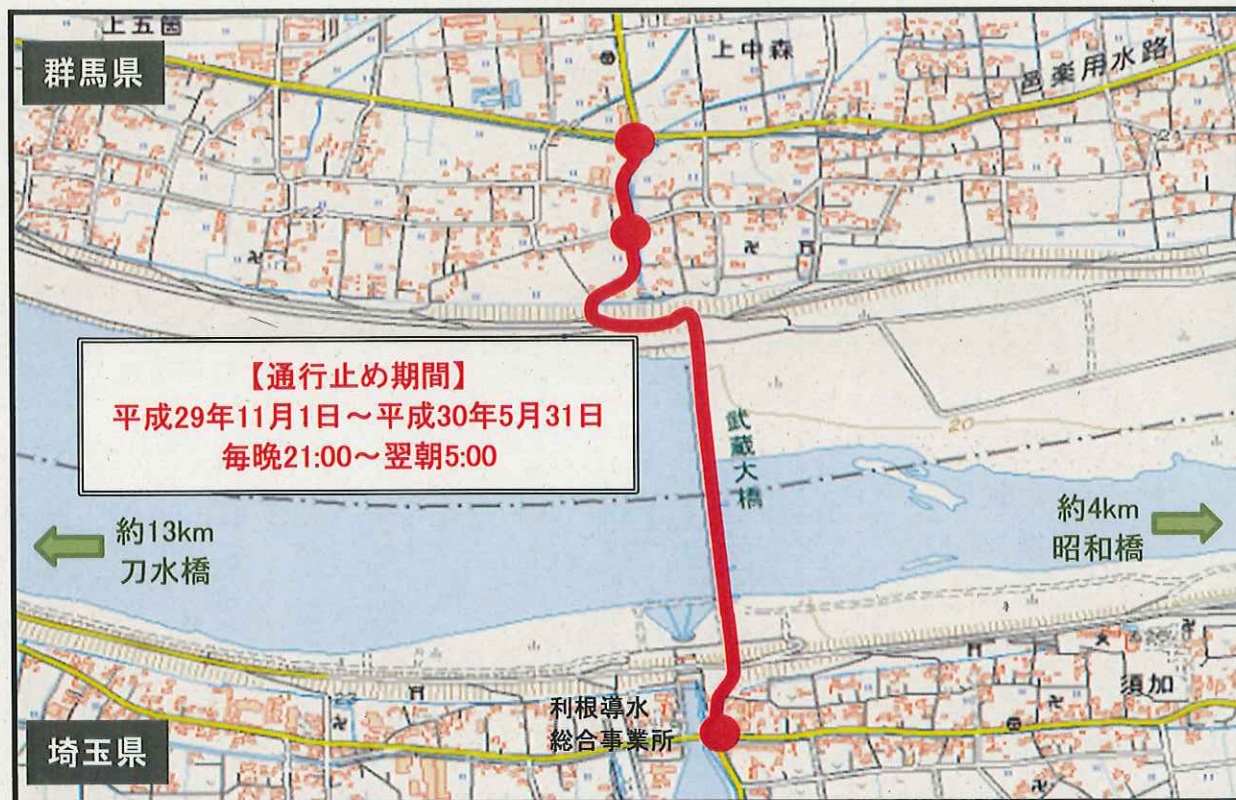 上五箇
群馬県
上中森
邑楽用水路
21
23
22
【通行止め期間】
平成29年11月1日～平成30年5月31日
毎晩21:00～翌朝5:00
武蔵大橋
20
約13km
刀水橋
約4km
昭和橋
須加
利根導水
総合事業所
埼玉県